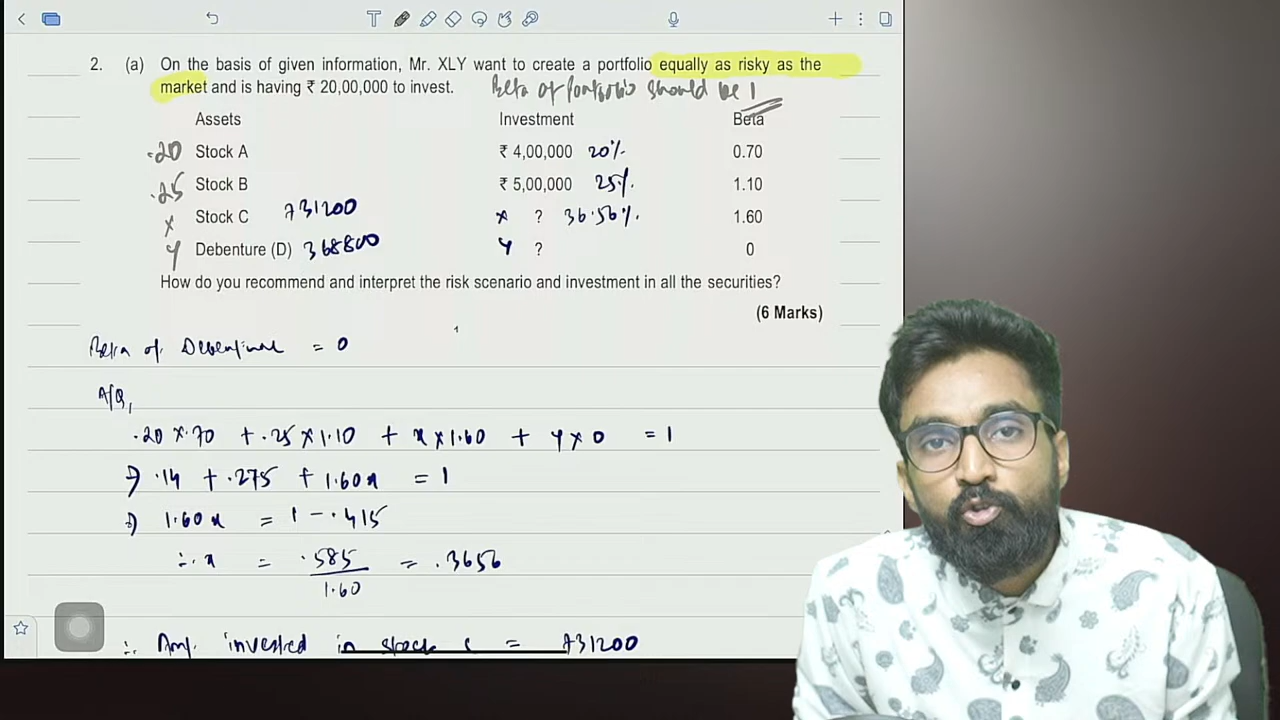 2. (a) On the basis of given information, Mr. XLY want to create a portfolio equally as risky as the
market and is having ₹ 20,00,000 to invest. Beta of Portfolio should be 1
Assets Investment Beta
.20 Stock A ₹ 4,00,000 20% 0.70
.25 Stock B ₹ 5,00,000 25% 1.10
x Stock C 731200 x ? 36.56% 1.60
y Debenture (D) 368800 y ? 0
How do you recommend and interpret the risk scenario and investment in all the securities?
(6 Marks)
Beta of Debenture = 0
A/Q,
.20 x .70 + .25 x 1.10 + x x 1.60 + y x 0 = 1
⇒ .14 + .275 + 1.60x = 1
⇒ 1.60x = 1 - .415
∴ x = .585 / 1.60 = .3656
∴ Amt. invested in stock C = 731200